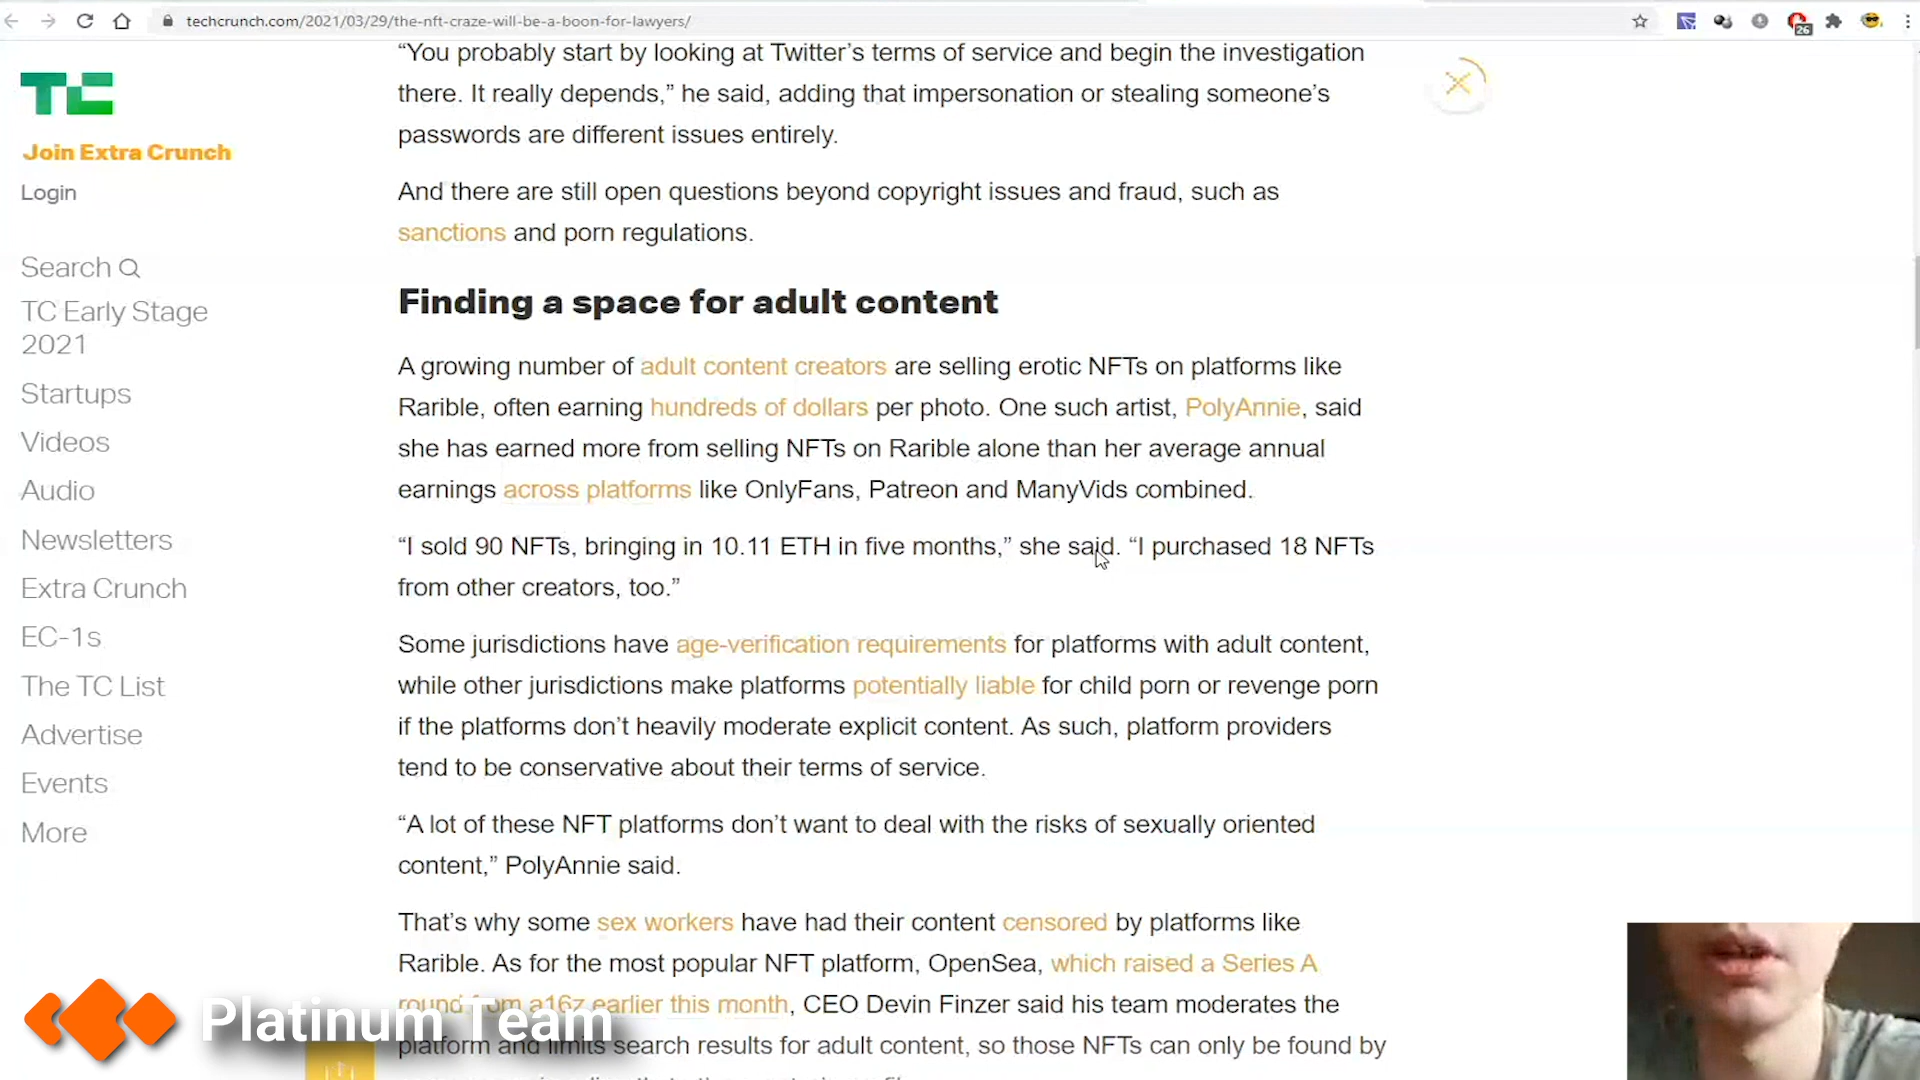 techcrunch.com/2021/03/29/the-nft-craze-will-be-a-boon-for-lawyers/
26
TC
Join Extra Crunch
Login
Search
TC Early Stage
2021
Startups
Videos
Audio
Newsletters
Extra Crunch
EC-1s
The TC List
Advertise
Events
More
“You probably start by looking at Twitter’s terms of service and begin the investigation
there. It really depends,” he said, adding that impersonation or stealing someone’s
passwords are different issues entirely.
And there are still open questions beyond copyright issues and fraud, such as
sanctions and porn regulations.
Finding a space for adult content
A growing number of adult content creators are selling erotic NFTs on platforms like
Rarible, often earning hundreds of dollars per photo. One such artist, PolyAnnie, said
she has earned more from selling NFTs on Rarible alone than her average annual
earnings across platforms like OnlyFans, Patreon and ManyVids combined.
“I sold 90 NFTs, bringing in 10.11 ETH in five months,” she said. “I purchased 18 NFTs
from other creators, too.”
Some jurisdictions have age-verification requirements for platforms with adult content,
while other jurisdictions make platforms potentially liable for child porn or revenge porn
if the platforms don’t heavily moderate explicit content. As such, platform providers
tend to be conservative about their terms of service.
“A lot of these NFT platforms don’t want to deal with the risks of sexually oriented
content,” PolyAnnie said.
That’s why some sex workers have had their content censored by platforms like
Rarible. As for the most popular NFT platform, OpenSea, which raised a Series A
round from a16z earlier this month, CEO Devin Finzer said his team moderates the
platform and limits search results for adult content, so those NFTs can only be found by
Platinum Team